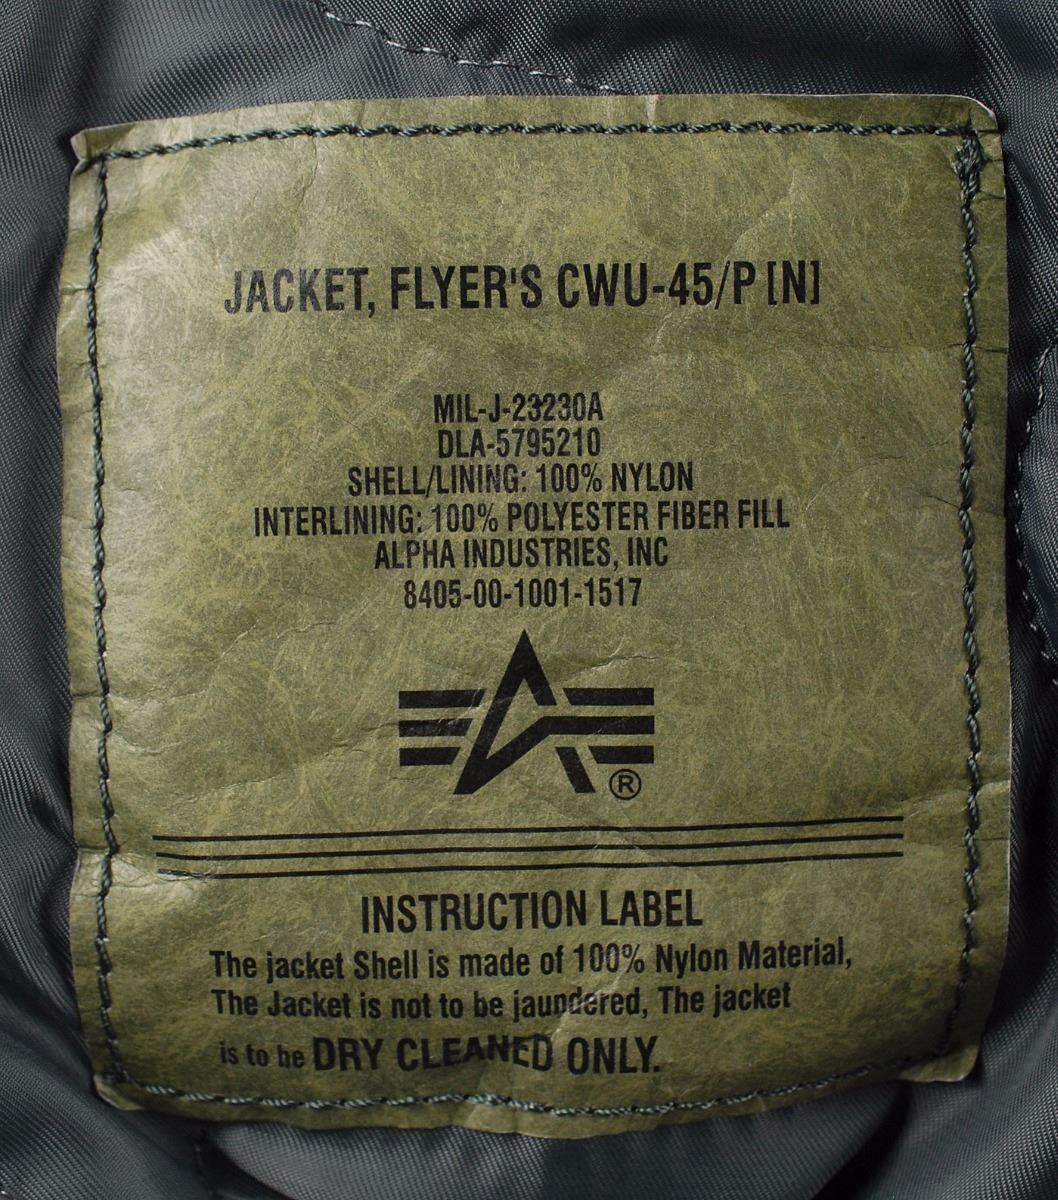 JACKET, FLYER'S CWU-45/P [N]
MIL-J-23230A
DLA-5795210
SHELL/LINING: 100% NYLON
INTERLINING: 100% POLYESTER FIBER FILL
ALPHA INDUSTRIES, INC
8405-00-1001-1517
®
INSTRUCTION LABEL
The jacket Shell is made of 100% Nylon Material,
The Jacket is not to be jaundered, The jacket
is to be DRY CLEANED ONLY.